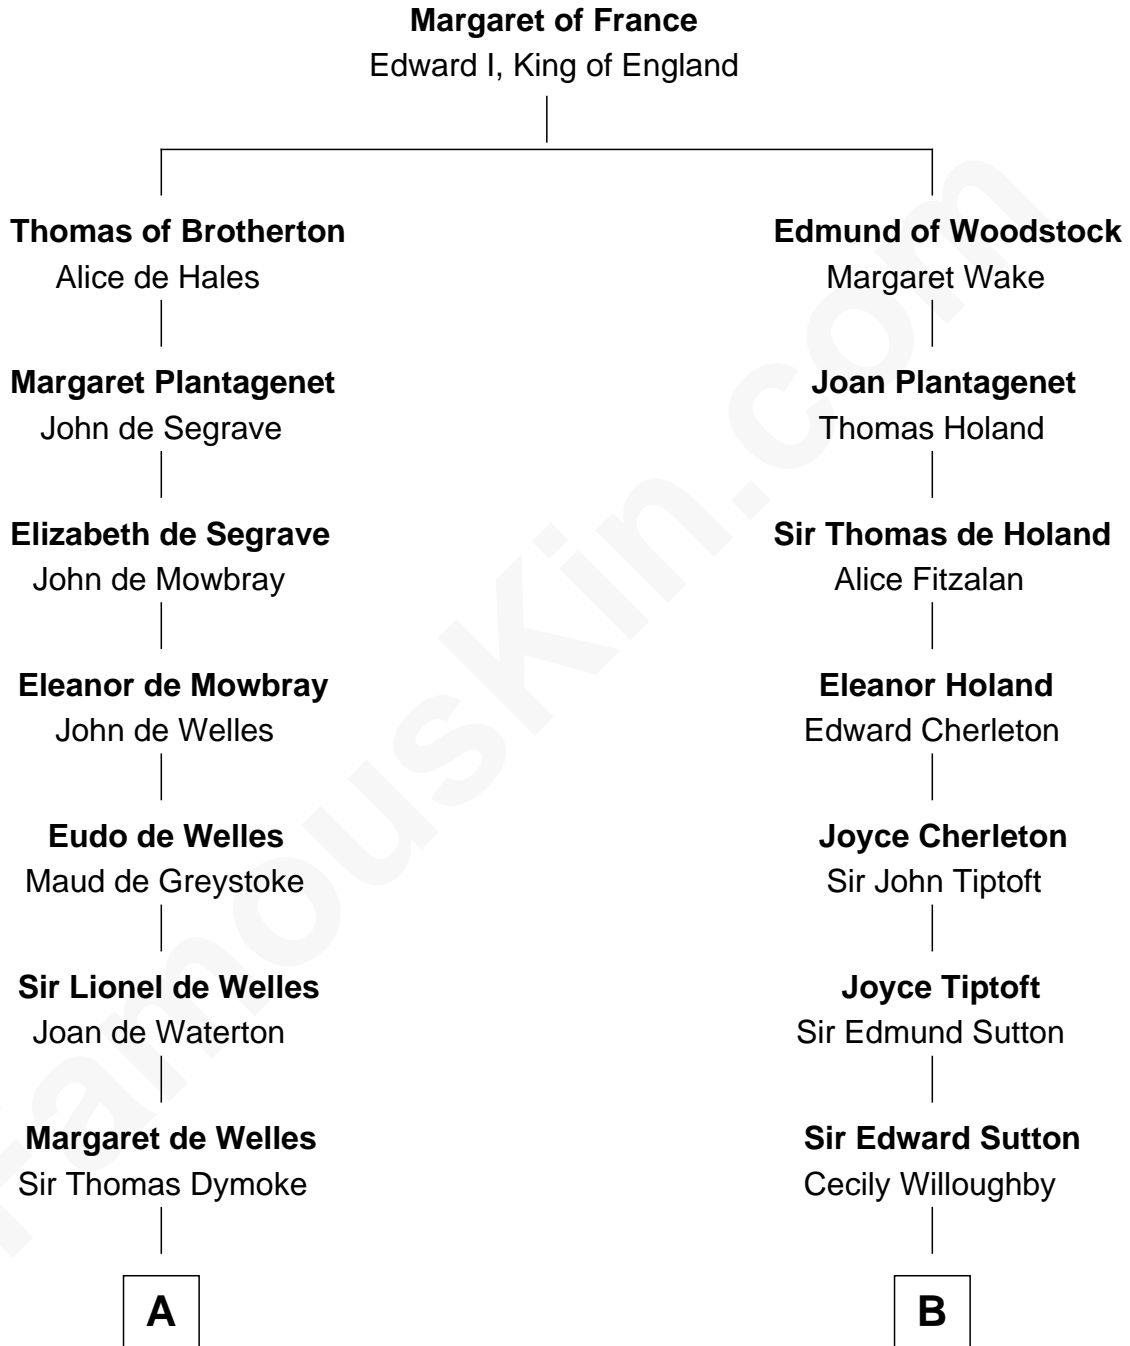 Margaret of France
Edward I, King of England
Thomas of Brotherton
Alice de Hales
Margaret Plantagenet
John de Segrave
Elizabeth de Segrave
John de Mowbray
Eleanor de Mowbray
John de Welles
Eudo de Welles
Maud de Greystoke
Sir Lionel de Welles
Joan de Waterton
Margaret de Welles
Sir Thomas Dymoke
A
Edmund of Woodstock
Margaret Wake
Joan Plantagenet
Thomas Holand
Sir Thomas de Holand
Alice Fitzalan
Eleanor Holand
Edward Cherleton
Joyce Cherleton
Sir John Tiptoft
Joyce Tiptoft
Sir Edmund Sutton
Sir Edward Sutton
Cecily Willoughby
B
FamousKin.com